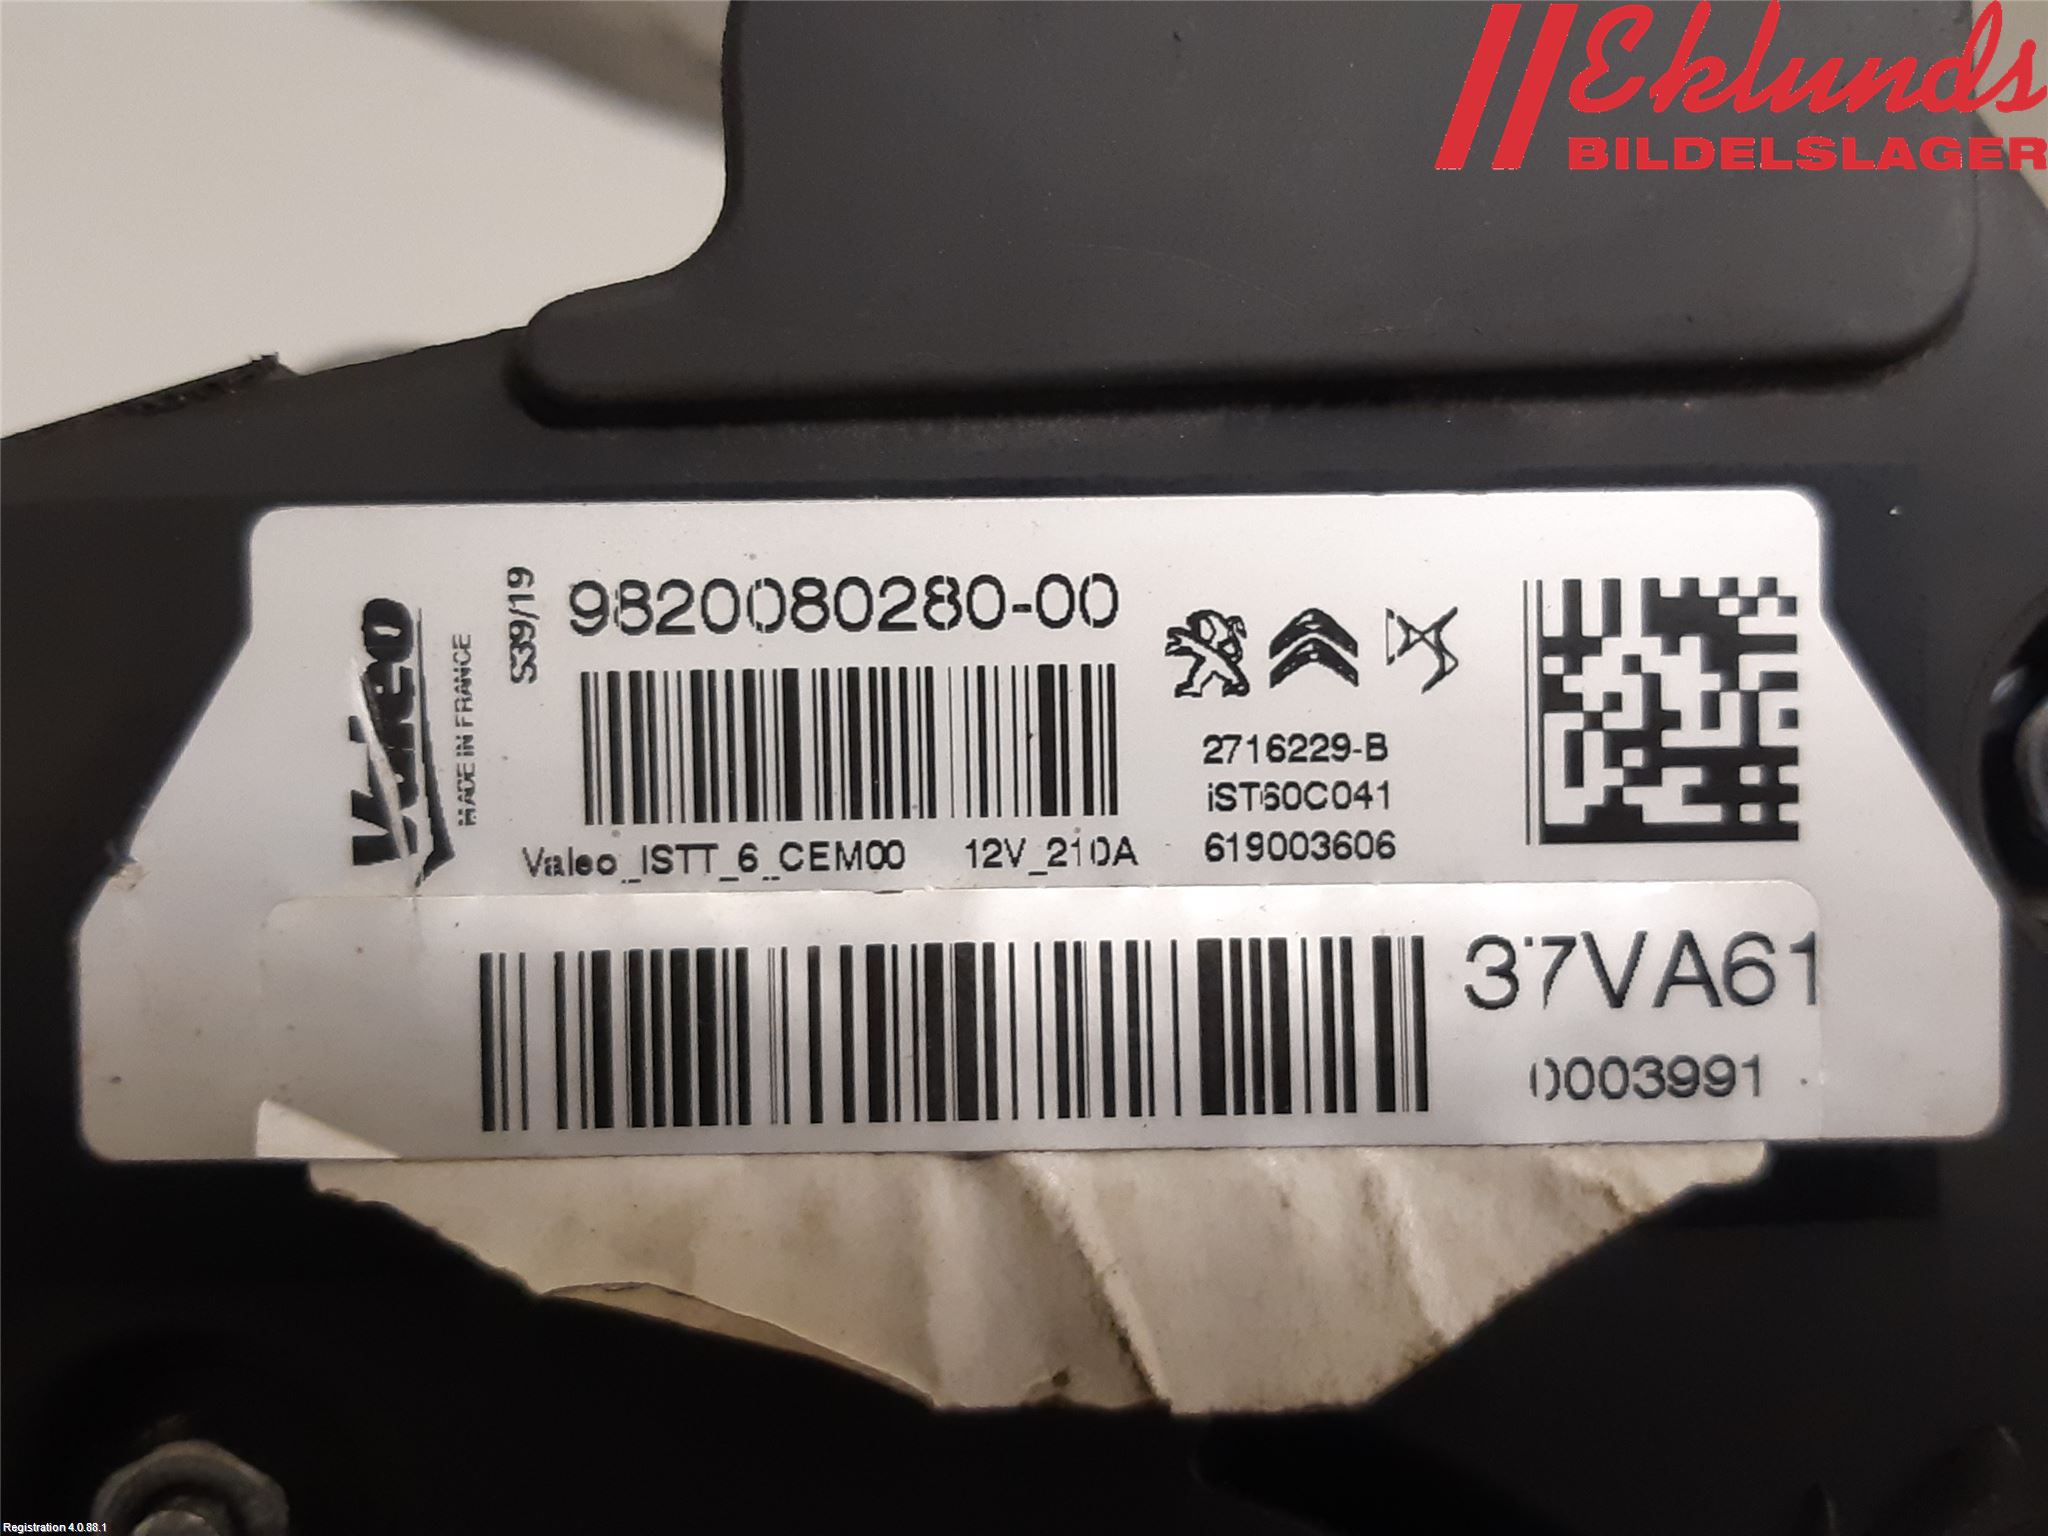 Eklunds
BILDELSLAGER
Valeo
MADE IN FRANCE
S39/19
9820080280-00
2716229-B
iST60C041
619003606
Valeo_ISTT_6_CEM00 12V_210A
37VA61
0003991
Registration 4.0.88.1